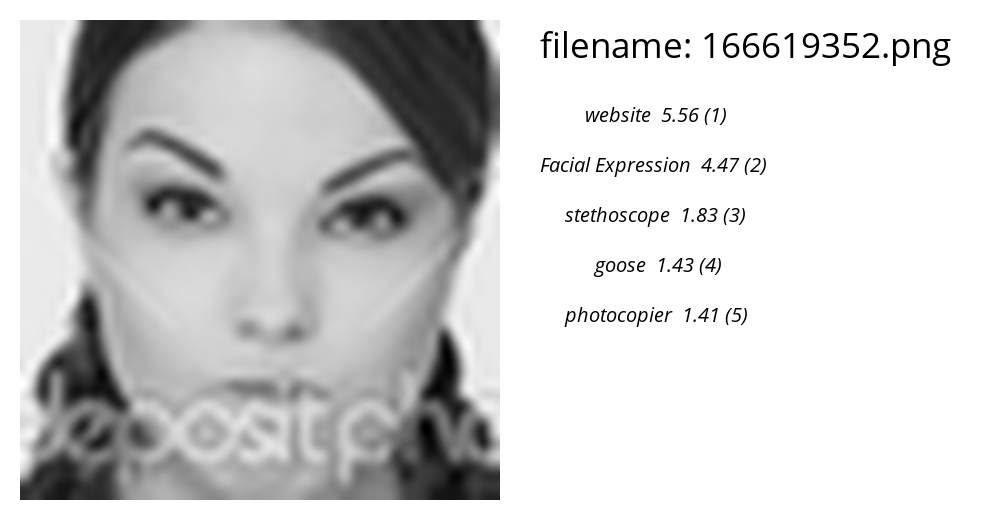 filename: 166619352.png
website 5.56 (1)
Facial Expression 4.47 (2)
stethoscope 1.83 (3)
goose 1.43 (4)
photocopier 1.41 (5)
depositpho